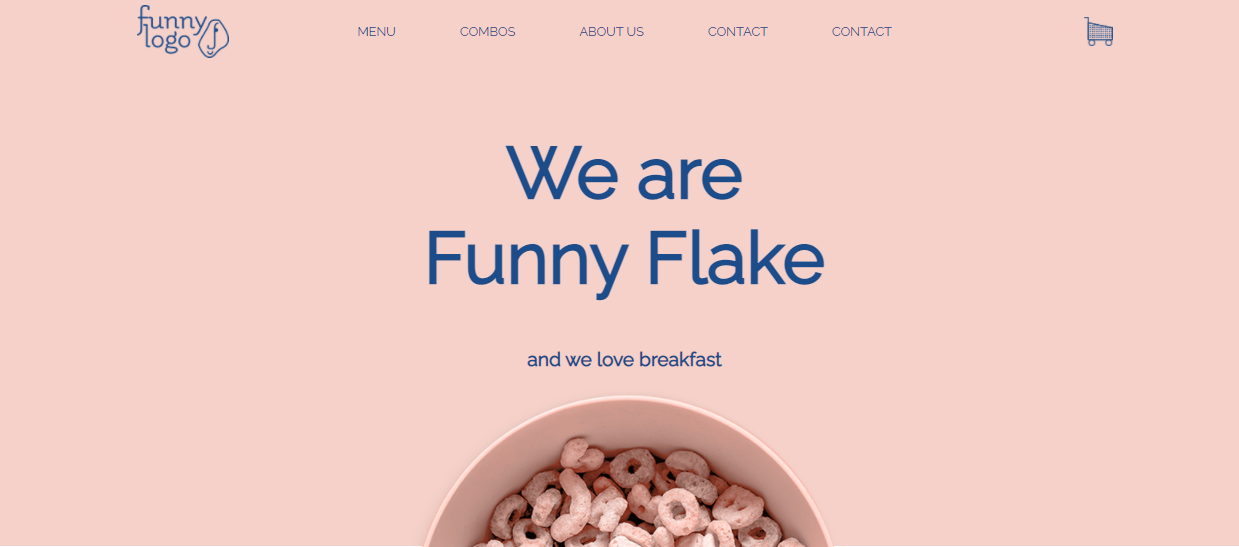 funny
logo
MENU COMBOS ABOUT US CONTACT CONTACT
We are
Funny Flake
and we love breakfast